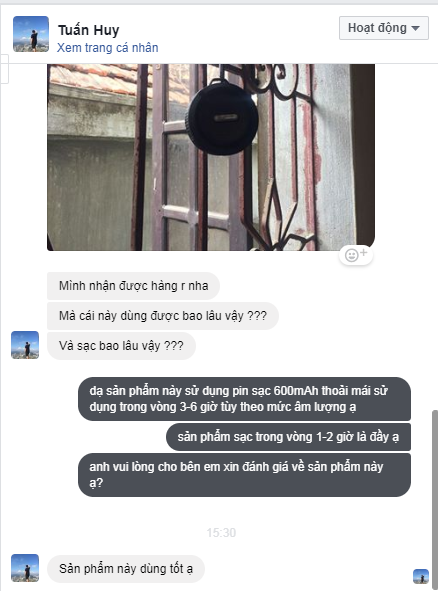 Tuấn Huy
Xem trang cá nhân
Hoạt động
Mình nhận được hảng r nha
Mà cái này dùng được bao lâu vậy ???
Và sạc bao lâu vậy ???
dạ sản phẩm này sử dụng pin sạc 600mAh thoải mái sử
dụng trong vòng 3-6 giờ tùy theo mức âm lượng ạ
sản phẩm sạc trong vòng 1-2 giờ là đầy ạ
anh vui lòng cho bên em xin đánh giá về sản phẩm này
ạ?
15:30
Sản phẩm này dùng tốt ạ